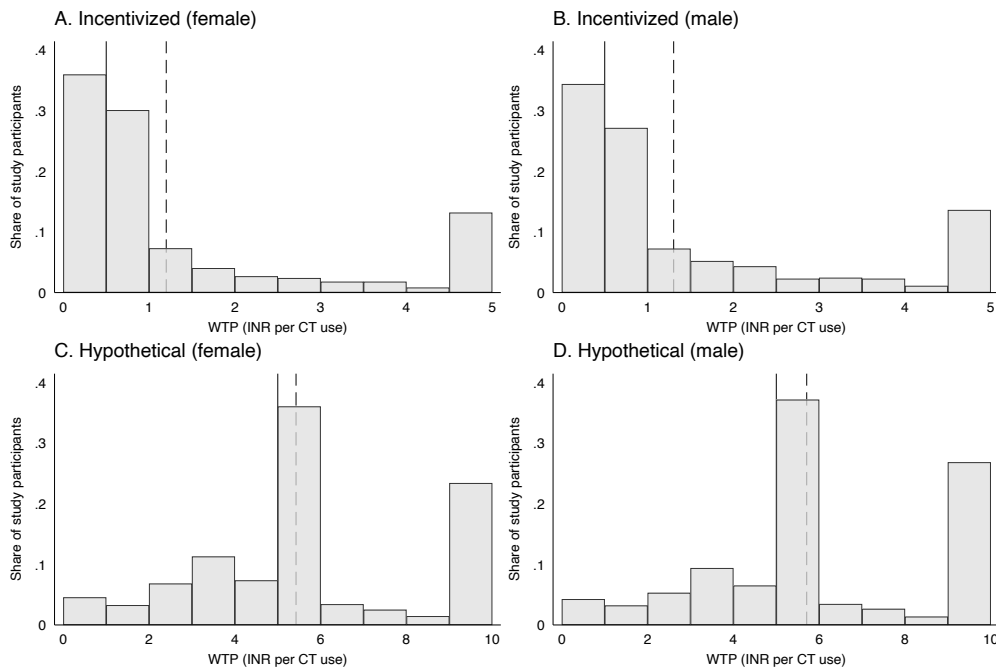 A. Incentivized (female)
.4
.3
.2
.1
0
Share of study participants
0 1 2 3 4 5
WTP (INR per CT use)
B. Incentivized (male)
.4
.3
.2
.1
0
Share of study participants
0 1 2 3 4 5
WTP (INR per CT use)
C. Hypothetical (female)
.4
.3
.2
.1
0
Share of study participants
0 2 4 6 8 10
WTP (INR per CT use)
D. Hypothetical (male)
.4
.3
.2
.1
0
Share of study participants
0 2 4 6 8 10
WTP (INR per CT use)